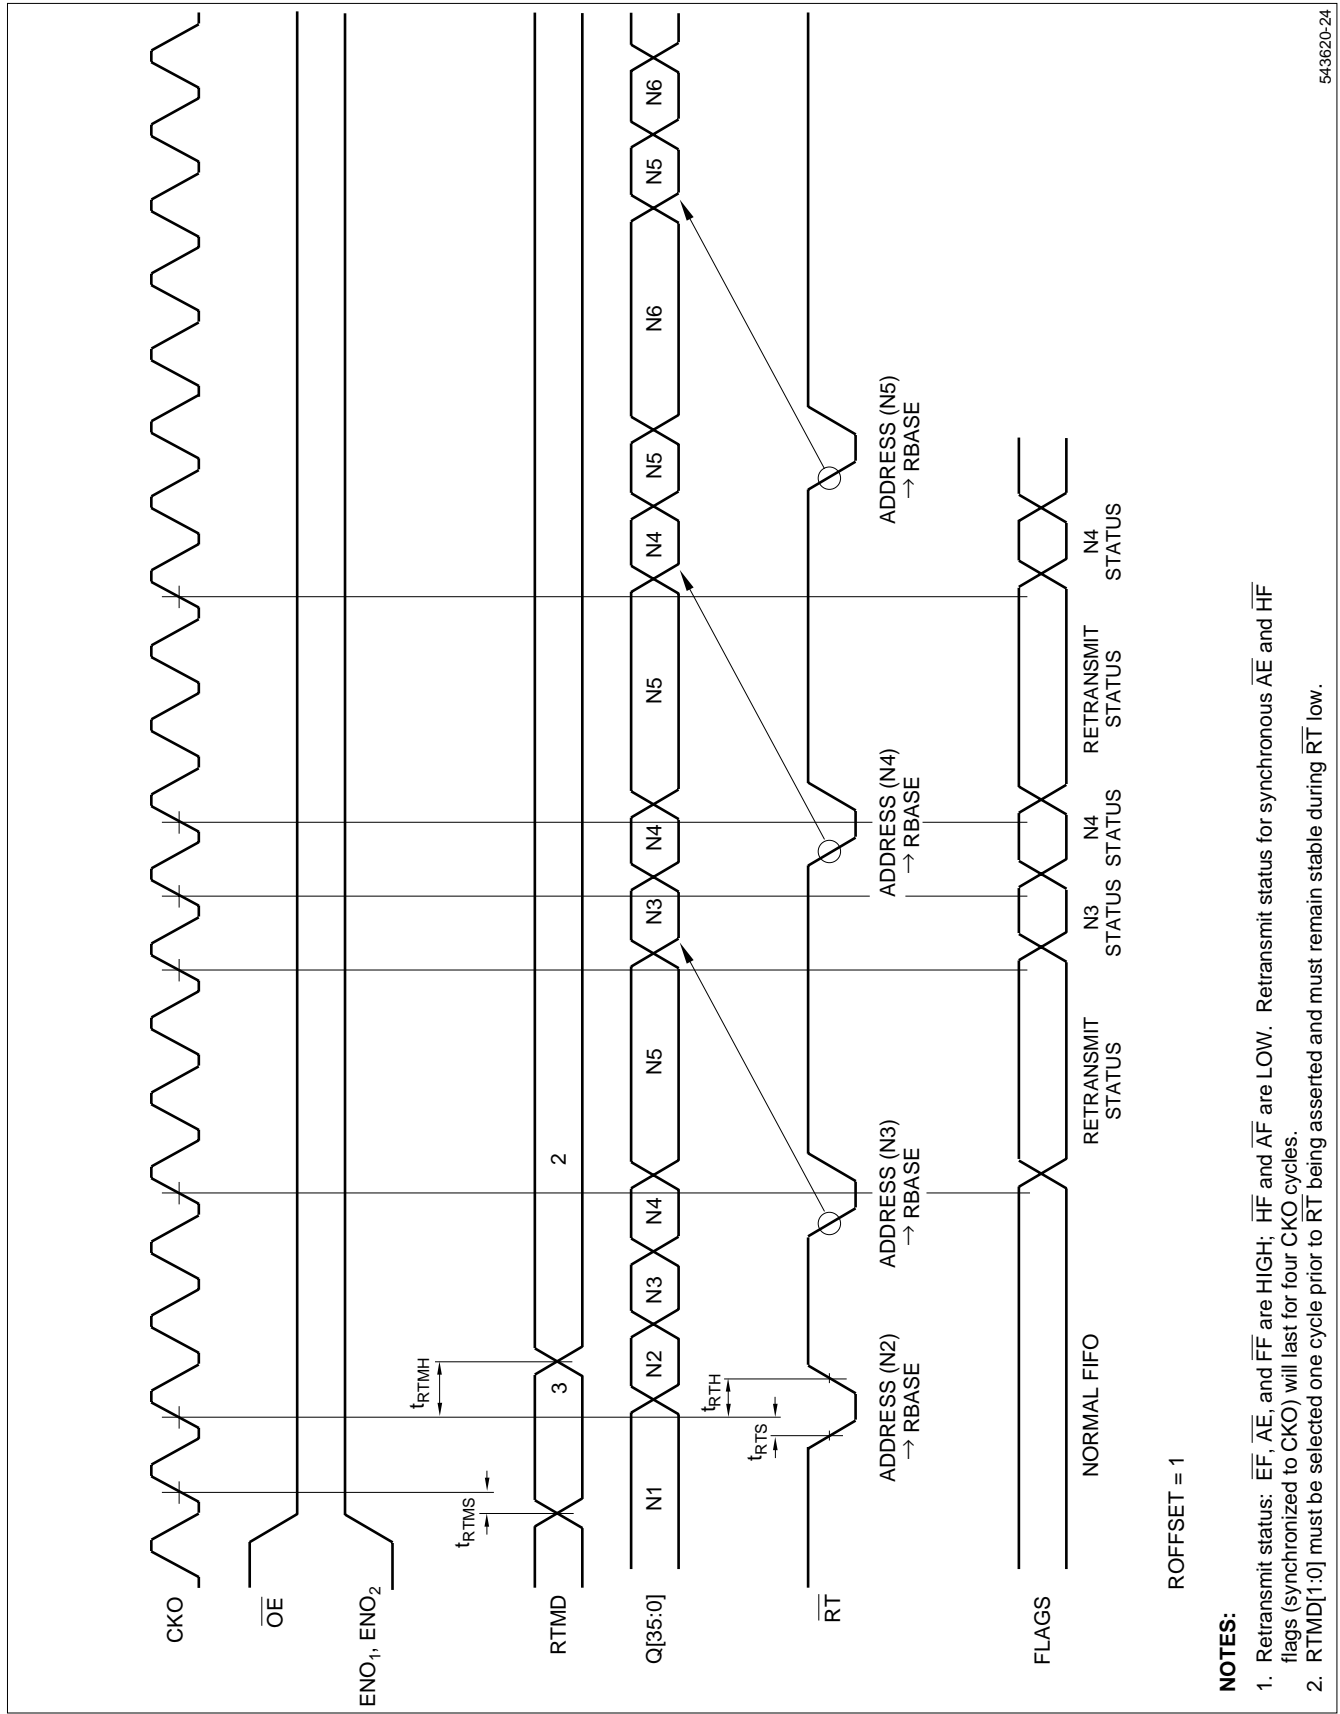 CKO
OE
ENO1, ENO2
RTMD
tRTMS
tRTMH
3
2
Q[35:0]
N1
N2
N3
N4
N5
N3
N4
N5
N4
N5
N6
N5
N6
RT
tRTS
tRTH
ADDRESS (N2)
→ RBASE
ADDRESS (N3)
→ RBASE
ADDRESS (N4)
→ RBASE
ADDRESS (N5)
→ RBASE
FLAGS
NORMAL FIFO
RETRANSMIT
STATUS
N3
STATUS
N4
STATUS
RETRANSMIT
STATUS
N4
STATUS
ROFFSET = 1
NOTES:
1. Retransmit status: EF, AE, and FF are HIGH; HF and AF are LOW. Retransmit status for synchronous AE and HF
flags (synchronized to CKO) will last for four CKO cycles.
2. RTMD[1:0] must be selected one cycle prior to RT being asserted and must remain stable during RT low.
543620-24